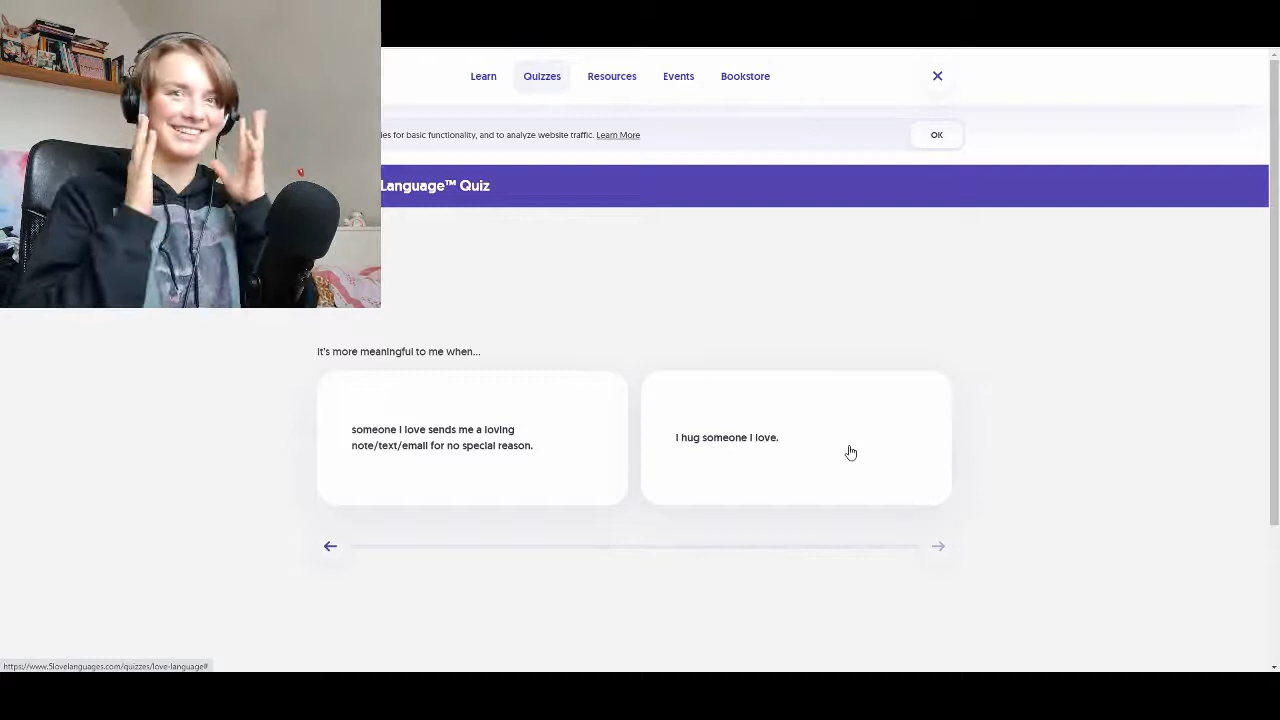 Learn Quizzes Resources Events Bookstore
ies for basic functionality, and to analyze website traffic. Learn More
OK
Language™ Quiz
It's more meaningful to me when...
someone I love sends me a loving
note/text/email for no special reason.
I hug someone I love.
https://www.5lovelanguages.com/quizzes/love-language#